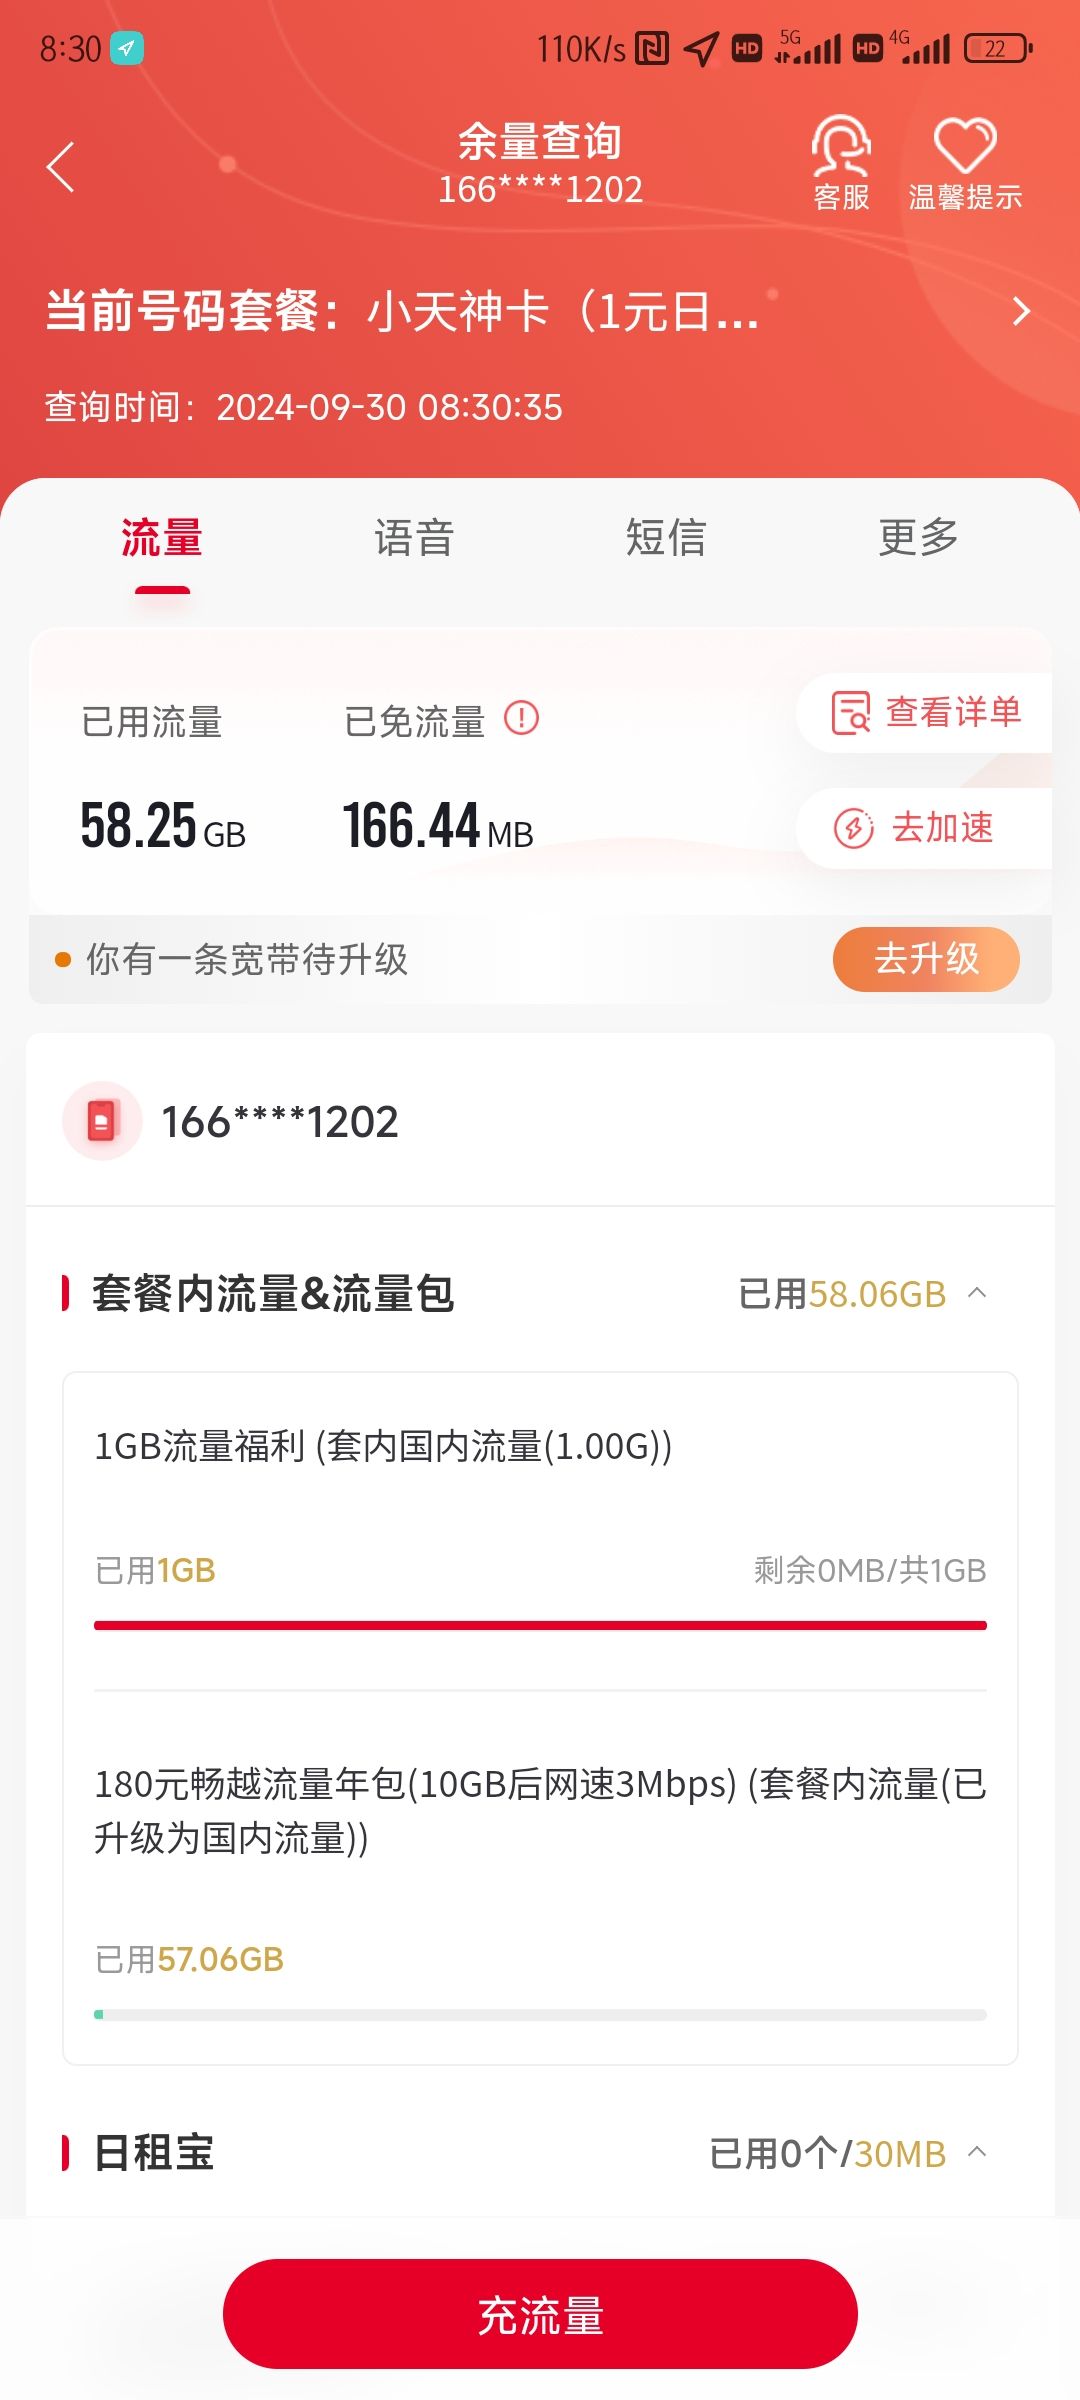 8:30
110K/s
HD
5G
HD
4G
22
余量查询
166****1202
客服
温馨提示
当前号码套餐：小天神卡（1元日...
查询时间：2024-09-30 08:30:35
流量
语音
短信
更多
已用流量
已免流量
查看详单
58.25GB
166.44MB
去加速
你有一条宽带待升级
去升级
166****1202
套餐内流量&流量包
已用58.06GB
1GB流量福利 (套内国内流量(1.00G))
已用1GB
剩余0MB/共1GB
180元畅越流量年包(10GB后网速3Mbps) (套餐内流量(已
升级为国内流量))
已用57.06GB
日租宝
已用0个/30MB
充流量